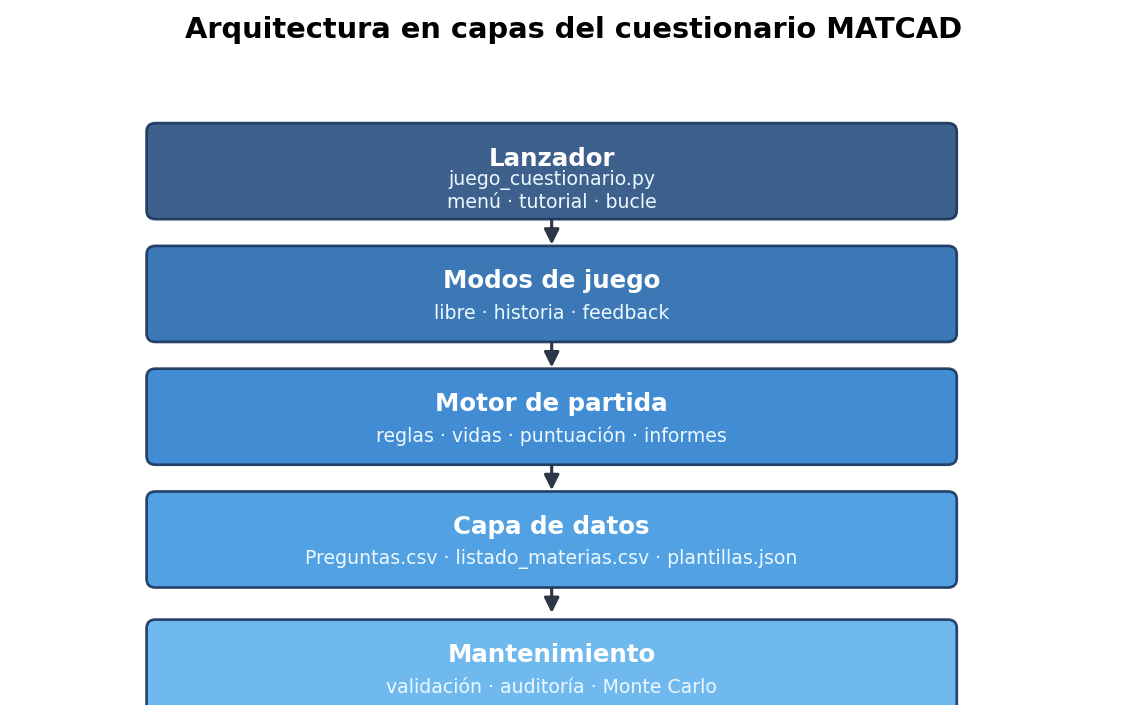 Arquitectura en capas del cuestionario MATCAD
Lanzador
juego_cuestionario.py
menú · tutorial · bucle
Modos de juego
libre · historia · feedback
Motor de partida
reglas · vidas · puntuación · informes
Capa de datos
Preguntas.csv · listado_materias.csv · plantillas.json
Mantenimiento
validación · auditoría · Monte Carlo